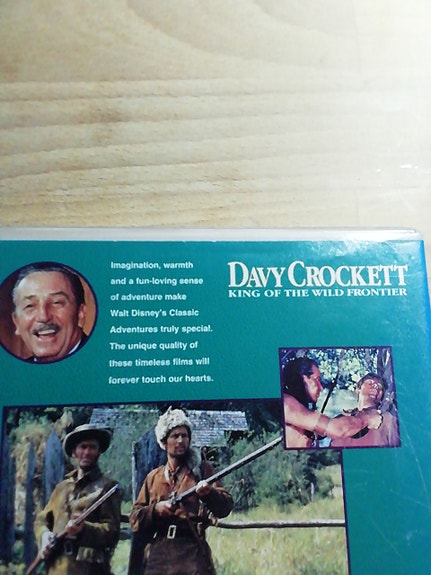 Imagination, warmth
and a fun-loving sense
of adventure make
Walt Disney's Classic
Adventures truly special.
The unique quality of
these timeless films will
forever touch our hearts.
DAVY CROCKETT
KING OF THE WILD FRONTIER